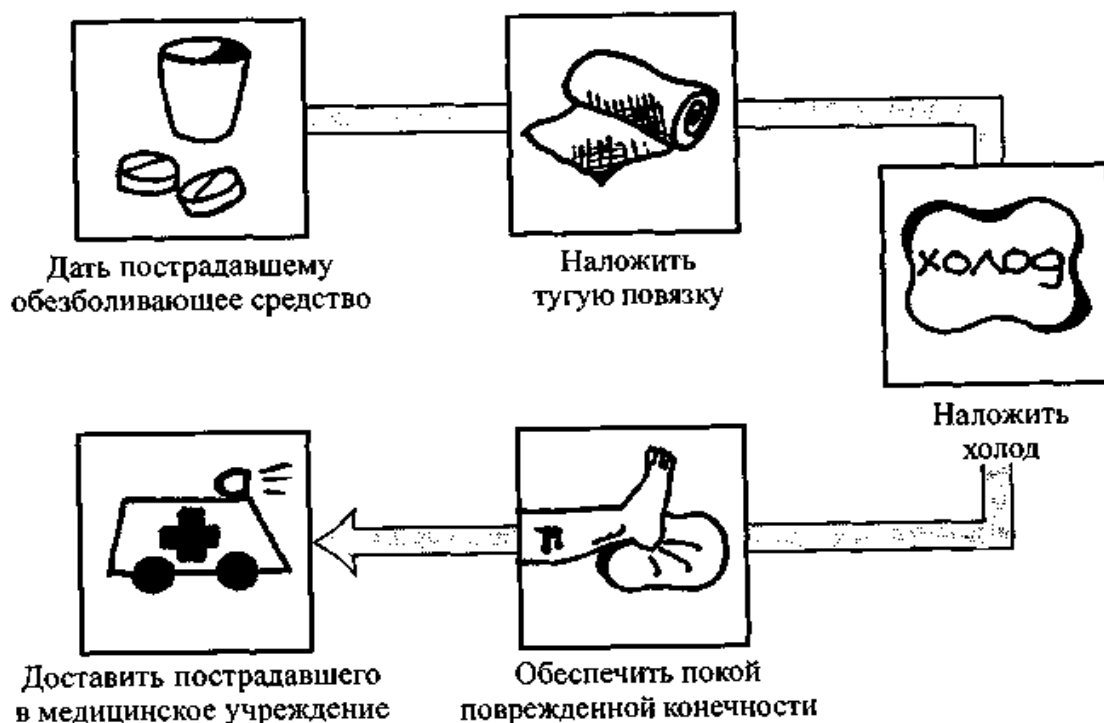 Дать пострадавшему
обезболивающее средство
Наложить
тугую повязку
холод
Наложить
холод
Обеспечить покой
поврежденной конечности
Доставить пострадавшего
в медицинское учреждение